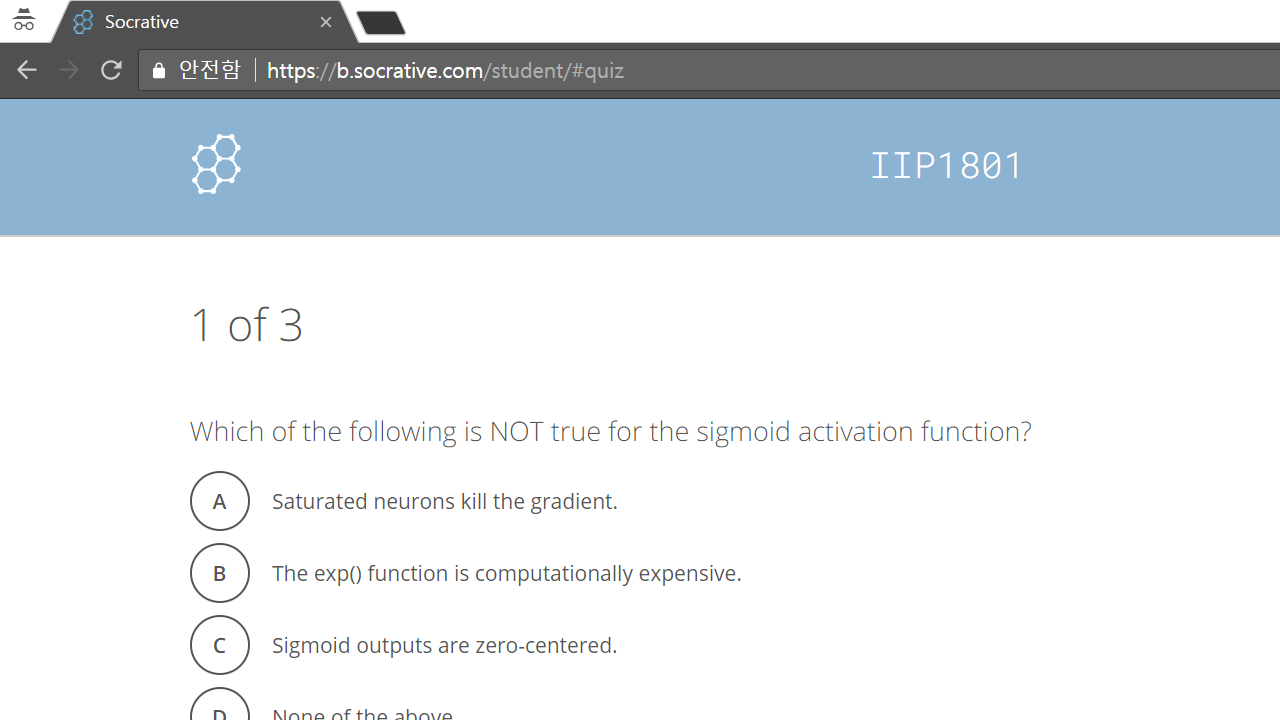 Socrative
안전함 https://b.socrative.com/student/#quiz
IIP1801
1 of 3
Which of the following is NOT true for the sigmoid activation function?
A Saturated neurons kill the gradient.
B The exp() function is computationally expensive.
C Sigmoid outputs are zero-centered.
D None of the above